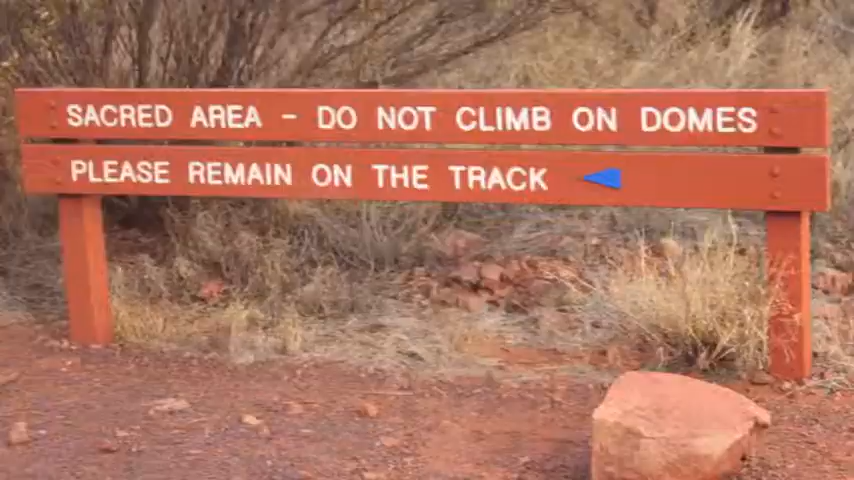 SACRED AREA - DO NOT CLIMB ON DOMES
PLEASE REMAIN ON THE TRACK